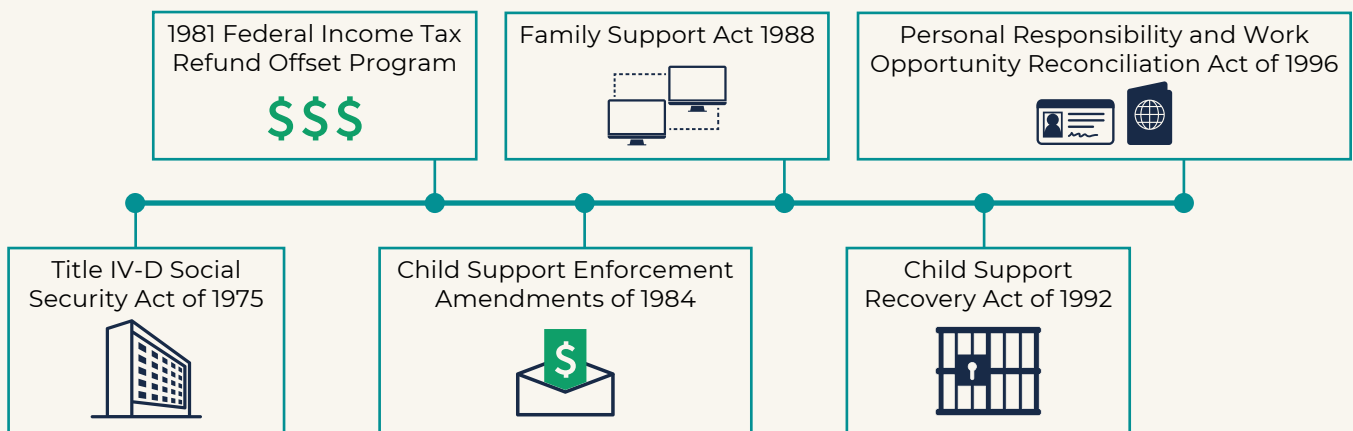 1981 Federal Income Tax
Refund Offset Program
$$$
Family Support Act 1988
Personal Responsibility and Work
Opportunity Reconciliation Act of 1996
Title IV-D Social
Security Act of 1975
Child Support Enforcement
Amendments of 1984
$
Child Support
Recovery Act of 1992